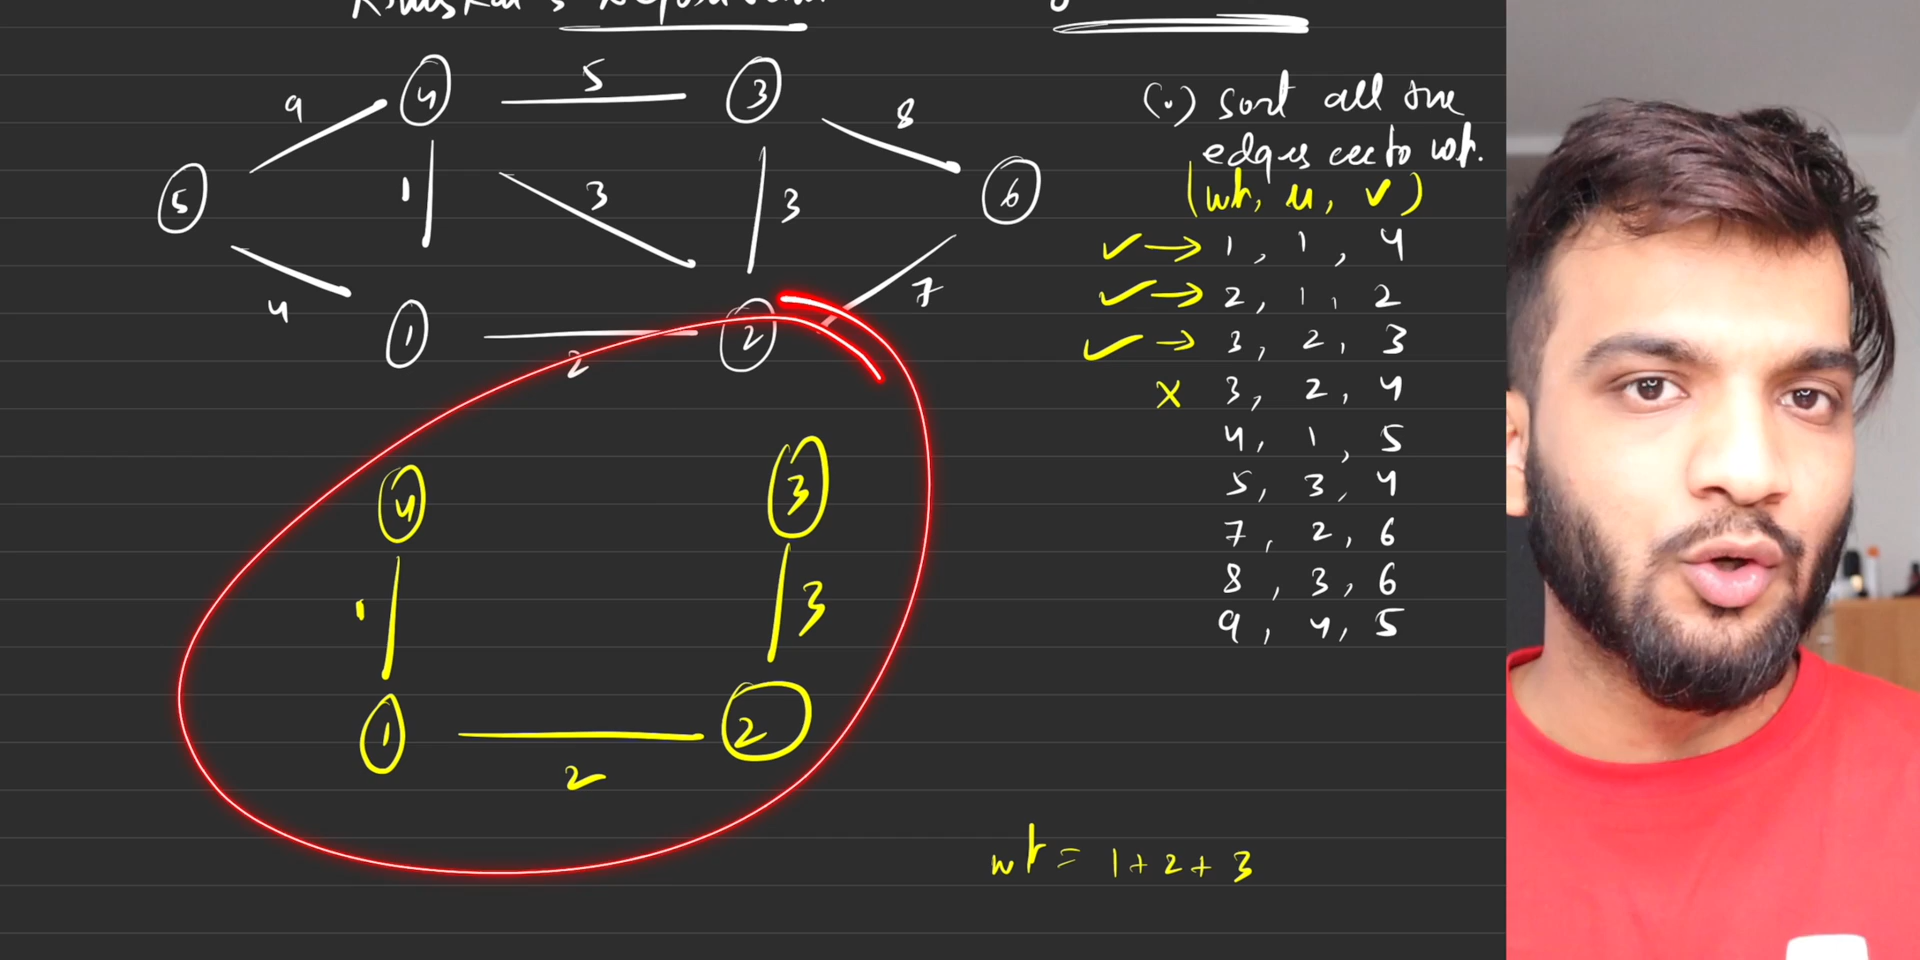 Kruskal's
9
4
5
3
8
5
1
3
3
6
4
7
1
2
2
(.) sort all the
edges acc to wt.
(wt, u, v)
✓→ 1, 1, 4
✓→ 2, 1, 2
✓→ 3, 2, 3
x 3, 2, 4
4, 1, 5
5, 3, 4
7, 2, 6
8, 3, 6
9, 4, 5
4
3
1
3
1
2
2
wt = 1+2+3